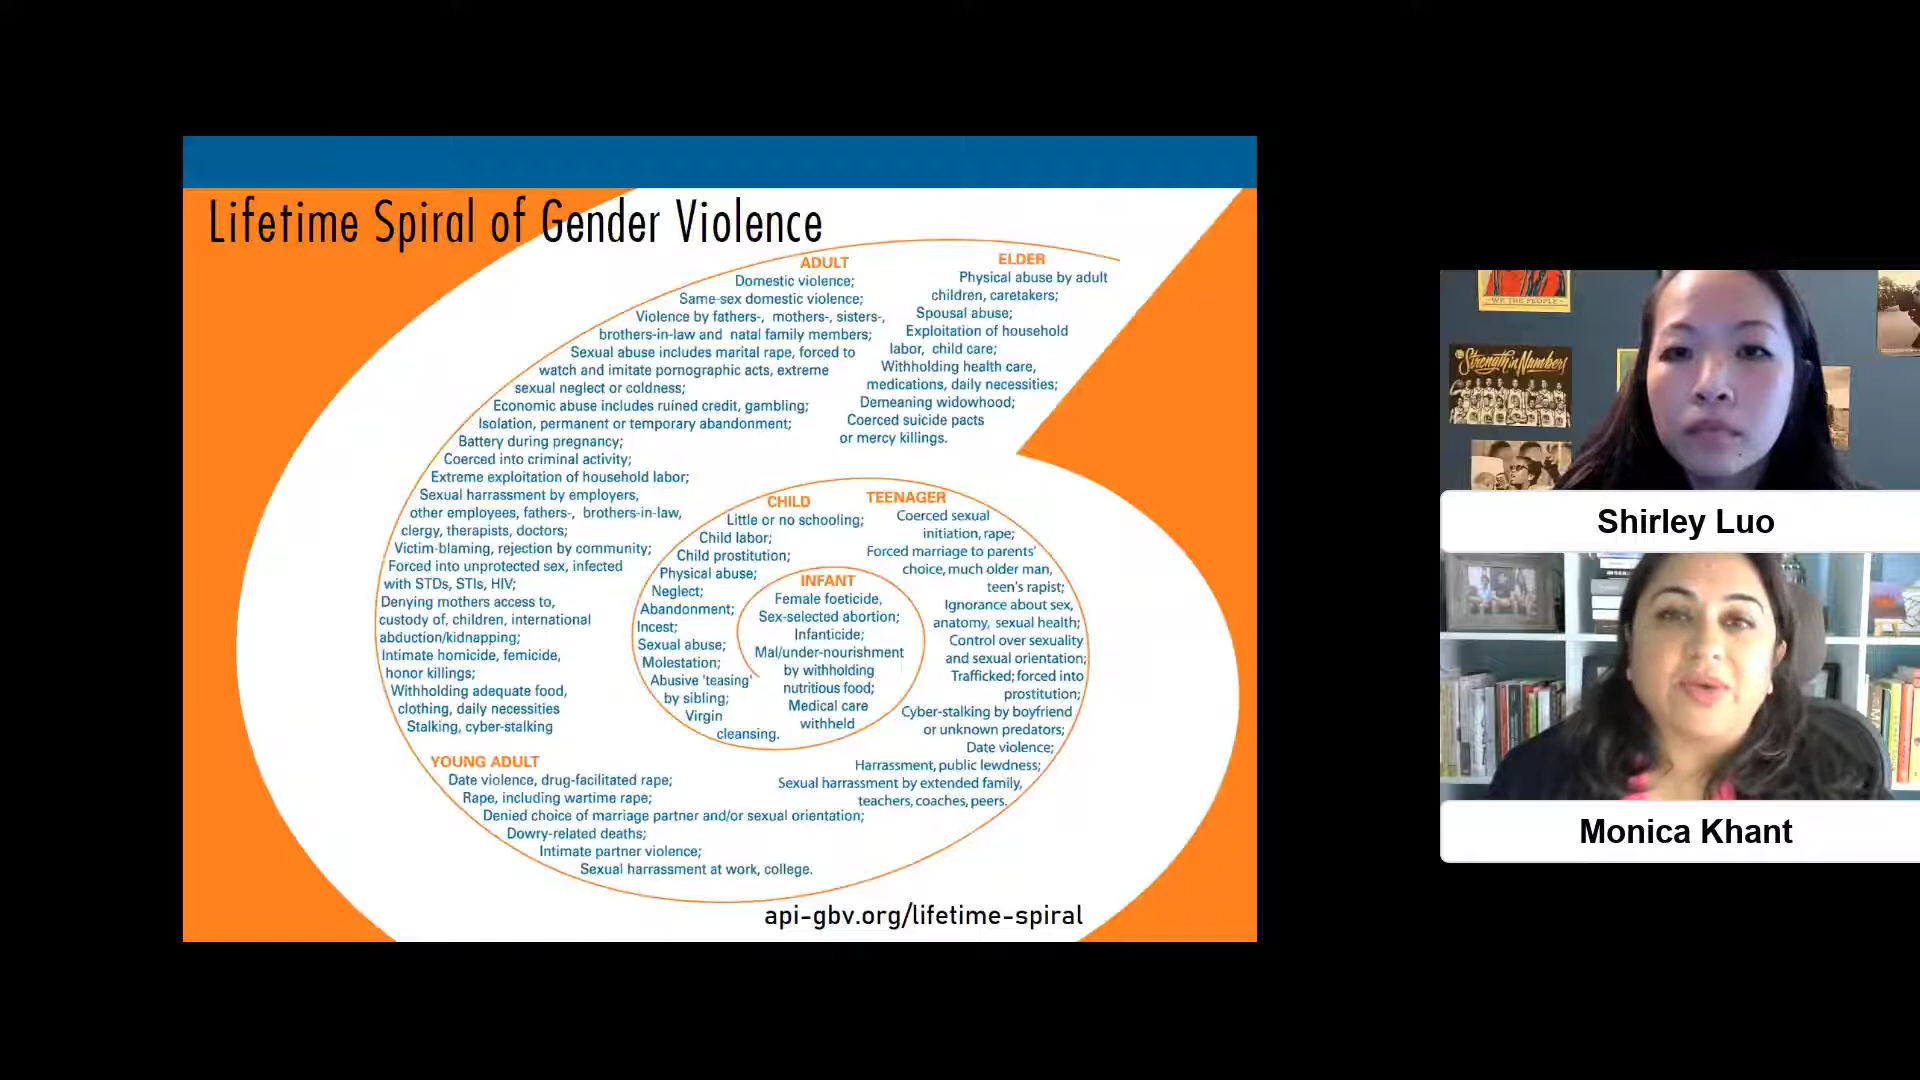 Lifetime Spiral of Gender Violence
ADULT
Domestic violence;
Same-sex domestic violence;
Violence by fathers-, mothers-, sisters-,
brothers-in-law and natal family members;
Sexual abuse includes marital rape, forced to
watch and imitate pornographic acts, extreme
sexual neglect or coldness;
Economic abuse includes ruined credit, gambling;
Isolation, permanent or temporary abandonment;
Battery during pregnancy;
Coerced into criminal activity;
Extreme exploitation of household labor;
Sexual harrassment by employers,
other employees, fathers-, brothers-in-law,
clergy, therapists, doctors;
Victim-blaming, rejection by community;
Forced into unprotected sex, infected
with STDs, STIs, HIV;
Denying mothers access to,
custody of, children, international
abduction/kidnapping;
Intimate homicide, femicide,
honor killings;
Withholding adequate food,
clothing, daily necessities
Stalking, cyber-stalking
ELDER
Physical abuse by adult
children, caretakers;
Spousal abuse;
Exploitation of household
labor, child care;
Withholding health care,
medications, daily necessities;
Demeaning widowhood;
Coerced suicide pacts
or mercy killings.
CHILD
Little or no schooling;
Child labor;
Child prostitution;
Physical abuse;
Neglect;
Abandonment;
Incest;
Sexual abuse;
Molestation;
Abusive 'teasing'
by sibling;
Virgin
cleansing.
TEENAGER
Coerced sexual
initiation, rape;
Forced marriage to parents'
choice, much older man,
teen's rapist;
Ignorance about sex,
anatomy, sexual health;
Control over sexuality
and sexual orientation;
Trafficked; forced into
prostitution;
Cyber-stalking by boyfriend
or unknown predators;
Date violence;
Harrassment, public lewdness;
Sexual harrassment by extended family,
teachers, coaches, peers.
INFANT
Female foeticide,
Sex-selected abortion;
Infanticide;
Mal/under-nourishment
by withholding
nutritious food;
Medical care
withheld
YOUNG ADULT
Date violence, drug-facilitated rape;
Rape, including wartime rape;
Denied choice of marriage partner and/or sexual orientation;
Dowry-related deaths;
Intimate partner violence;
Sexual harrassment at work, college.
api-gbv.org/lifetime-spiral
WE THE PEOPLE
Strength in Numbers
Shirley Luo
Monica Khant